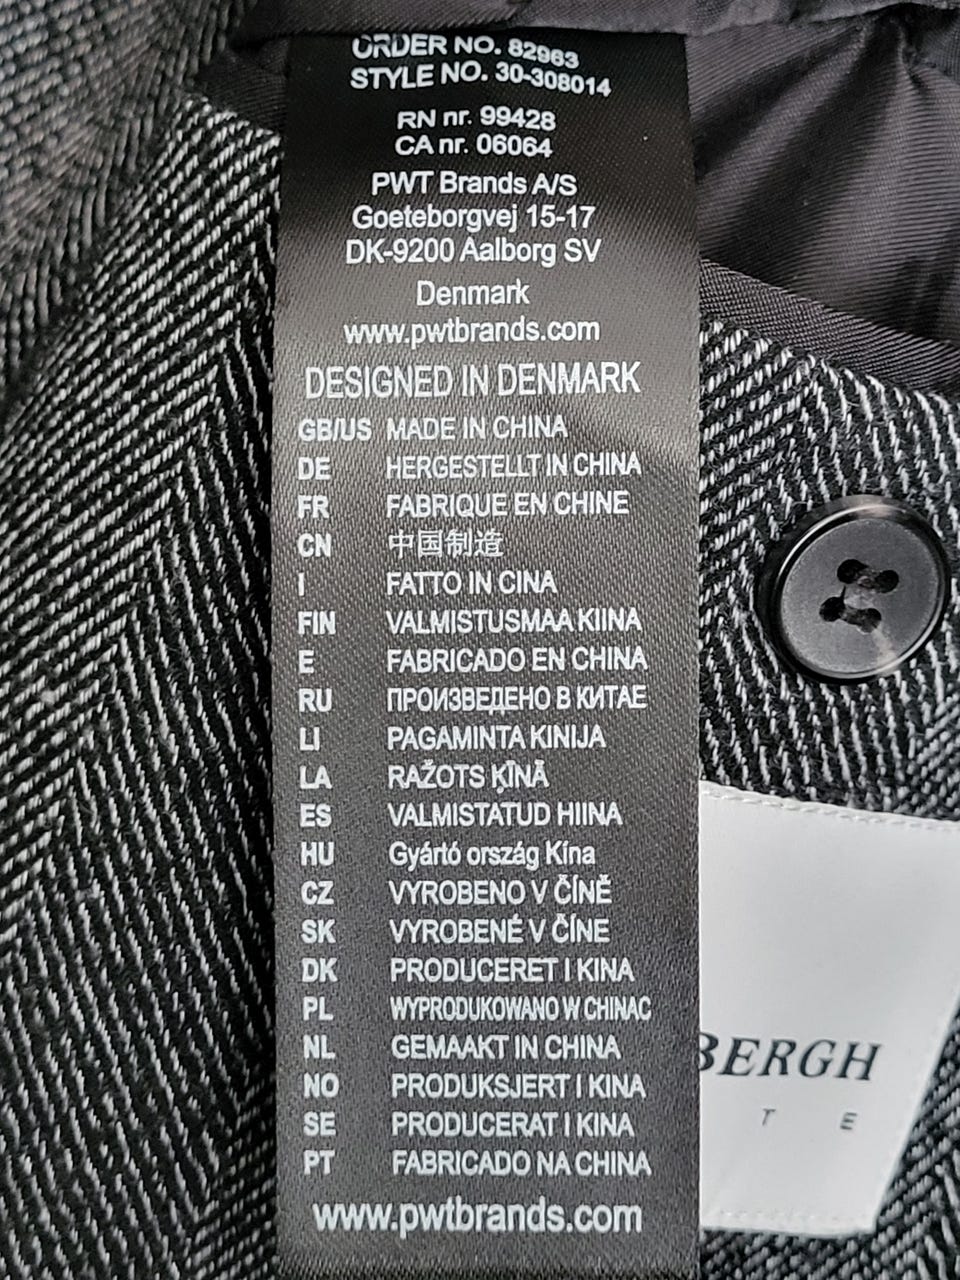 ORDER NO. 82963
STYLE NO. 30-308014
RN nr. 99428
CA nr. 06064
PWT Brands A/S
Goeteborgvej 15-17
DK-9200 Aalborg SV
Denmark
www.pwtbrands.com
DESIGNED IN DENMARK
GB/US MADE IN CHINA
DE HERGESTELLT IN CHINA
FR FABRIQUE EN CHINE
CN 中国制造
I FATTO IN CINA
FIN VALMISTUSMAA KIINA
E FABRICADO EN CHINA
RU ПРОИЗВЕДЕНО В КИТАЕ
LI PAGAMINTA KINIJA
LA RAŽOTS ĶĪNĀ
ES VALMISTATUD HIINA
HU Gyártó ország Kína
CZ VYROBENO V ČÍNĚ
SK VYROBENÉ V ČÍNE
DK PRODUCERET I KINA
PL WYPRODUKOWANO W CHINAC
NL GEMAAKT IN CHINA
NO PRODUKSJERT I KINA
SE PRODUCERAT I KINA
PT FABRICADO NA CHINA
www.pwtbrands.com
BERGH
T E